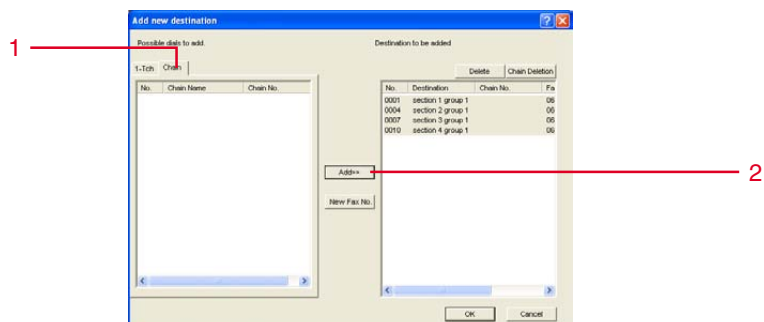 Add new destination
Possible dials to add.
Destination to be added
1
1-Tch Chain
Delete Chain Deletion
No. Chain Name Chain No.
No. Destination Chain No. Fa
0001 section 1 group 1 06
0004 section 2 group 1 06
0007 section 3 group 1 06
0010 section 4 group 1 06
Add>>
2
New Fax No.
OK Cancel